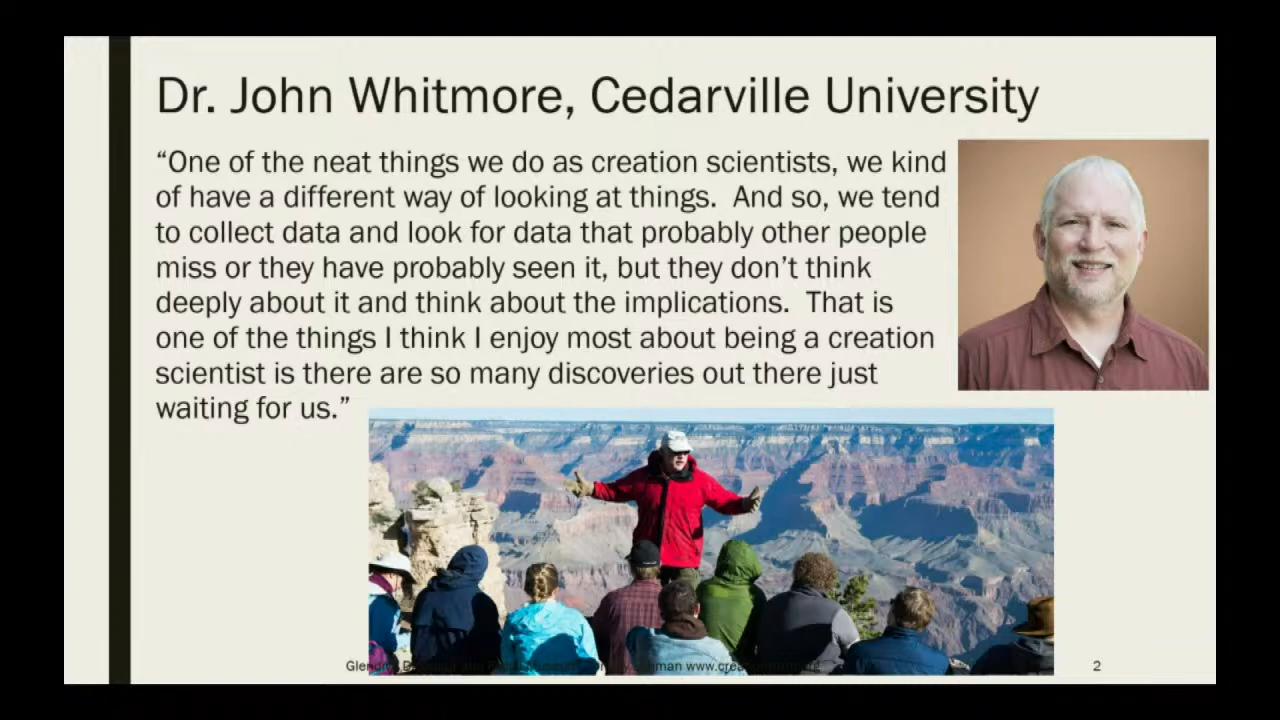 Dr. John Whitmore, Cedarville University
“One of the neat things we do as creation scientists, we kind
of have a different way of looking at things.  And so, we tend
to collect data and look for data that probably other people
miss or they have probably seen it, but they don’t think
deeply about it and think about the implications.  That is
one of the things I think I enjoy most about being a creation
scientist is there are so many discoveries out there just
waiting for us.”
2